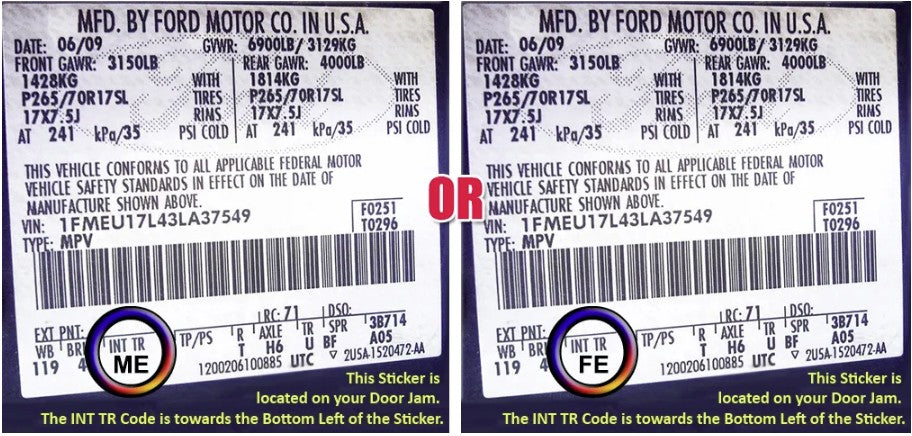 MFD. BY FORD MOTOR CO. IN U.S.A.
DATE: 06/09 GVWR: 6900LB/ 3129KG
FRONT GAWR: 3150LB REAR GAWR: 4000LB
1428KG WITH 1814KG WITH
P265/70R17SL TIRES P265/70R17SL TIRES
17X7.5J RINS 17X7.5J RINS
AT 241 kPa/35 PSI COLD AT 241 kPa/35 PSI COLD
THIS VEHICLE CONFORMS TO ALL APPLICABLE FEDERAL MOTOR
VEHICLE SAFETY STANDARDS IN EFFECT ON THE DATE OF
MANUFACTURE SHOWN ABOVE.
VIN: 1FMEU17L43LA37549 F0251
TYPE: MPV T0296
EXT PNT: RC: 71 DSO:
WB BR INT TR TP/PS R AXLE TR SPR 3B714
119 4 ME T H6 U BF A05
1200206100885 UTC ▽ 2USA-1520472-AA
This Sticker is
located on your Door Jam.
The INT TR Code is towards the Bottom Left of the Sticker.
OR
MFD. BY FORD MOTOR CO. IN U.S.A.
DATE: 06/09 GVWR: 6900LB/ 3129KG
FRONT GAWR: 3150LB REAR GAWR: 4000LB
1428KG WITH 1814KG WITH
P265/70R17SL TIRES P265/70R17SL TIRES
17X7.5J RINS 17X7.5J RINS
AT 241 kPa/35 PSI COLD AT 241 kPa/35 PSI COLD
THIS VEHICLE CONFORMS TO ALL APPLICABLE FEDERAL MOTOR
VEHICLE SAFETY STANDARDS IN EFFECT ON THE DATE OF
MANUFACTURE SHOWN ABOVE.
VIN: 1FMEU17L43LA37549 F0251
TYPE: MPV T0296
EXT PNT: RC: 71 DSO:
WB BR INT TR TP/PS R AXLE TR SPR 3B714
119 4 FE T H6 U BF A05
1200206100885 UTC ▽ 2USA-1520472-AA
This Sticker is
located on your Door Jam.
The INT TR Code is towards the Bottom Left of the Sticker.